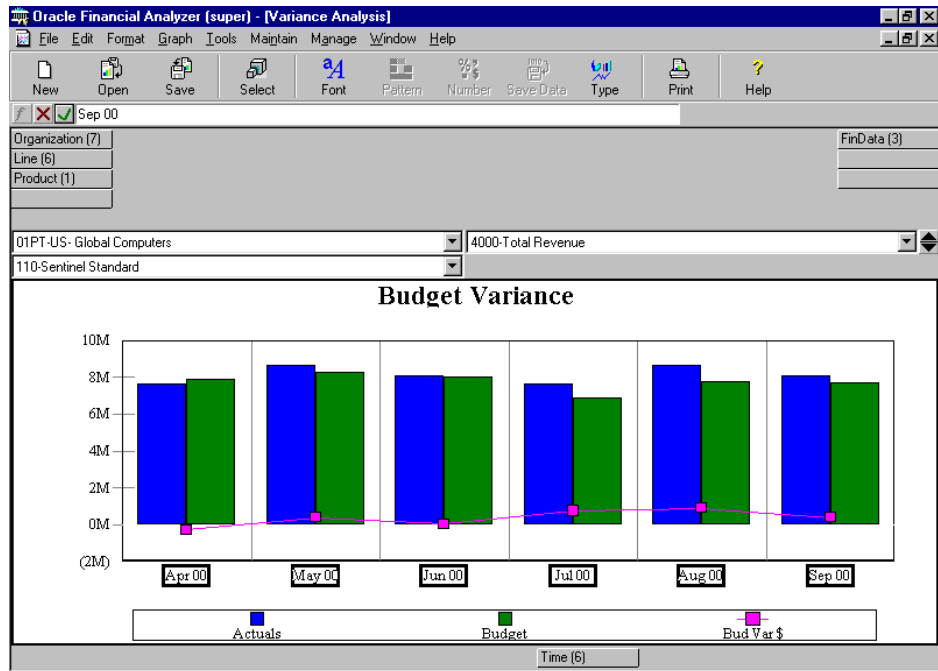 Oracle Financial Analyzer (super) - [Variance Analysis]
File Edit Format Graph Tools Maintain Manage Window Help
New Open Save Select Font Pattern Number Save Data Type Print Help
Sep 00
Organization (7) FinData (3)
Line (6)
Product (1)
01PT-US- Global Computers 4000-Total Revenue
110-Sentinel Standard
Budget Variance
10M
8M
6M
4M
2M
0M
(2M)
Apr 00 May 00 Jun 00 Jul 00 Aug 00 Sep 00
Actuals Budget Bud Var $
Time (6)